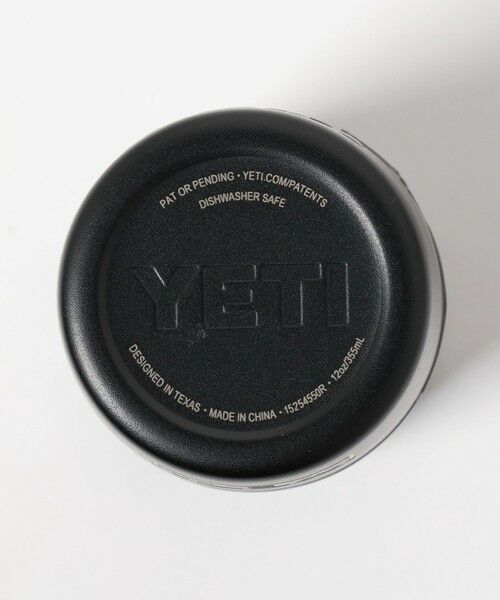 PAT OR PENDING • YETI.COM/PATENTS
DISHWASHER SAFE
YETI
DESIGNED IN TEXAS • MADE IN CHINA • 15254550R • 12oz/355mL